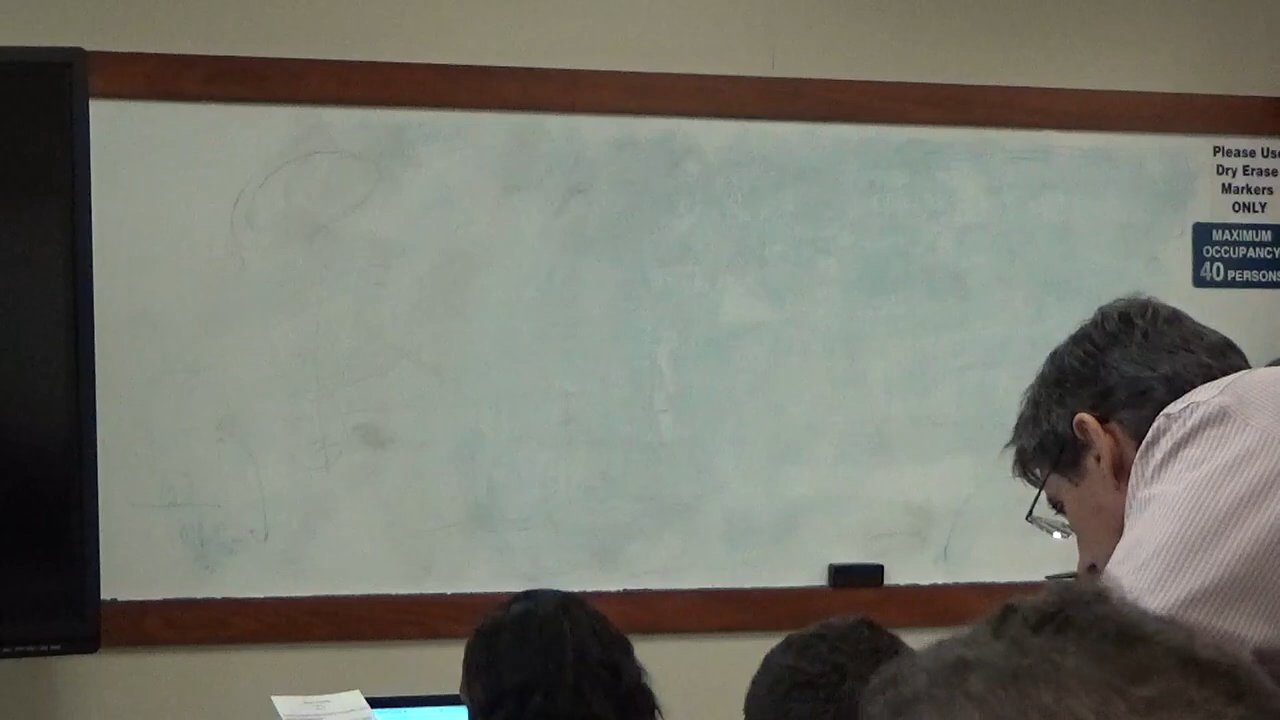 Please Use
Dry Erase
Markers
ONLY
MAXIMUM
OCCUPANCY
40 PERSONS